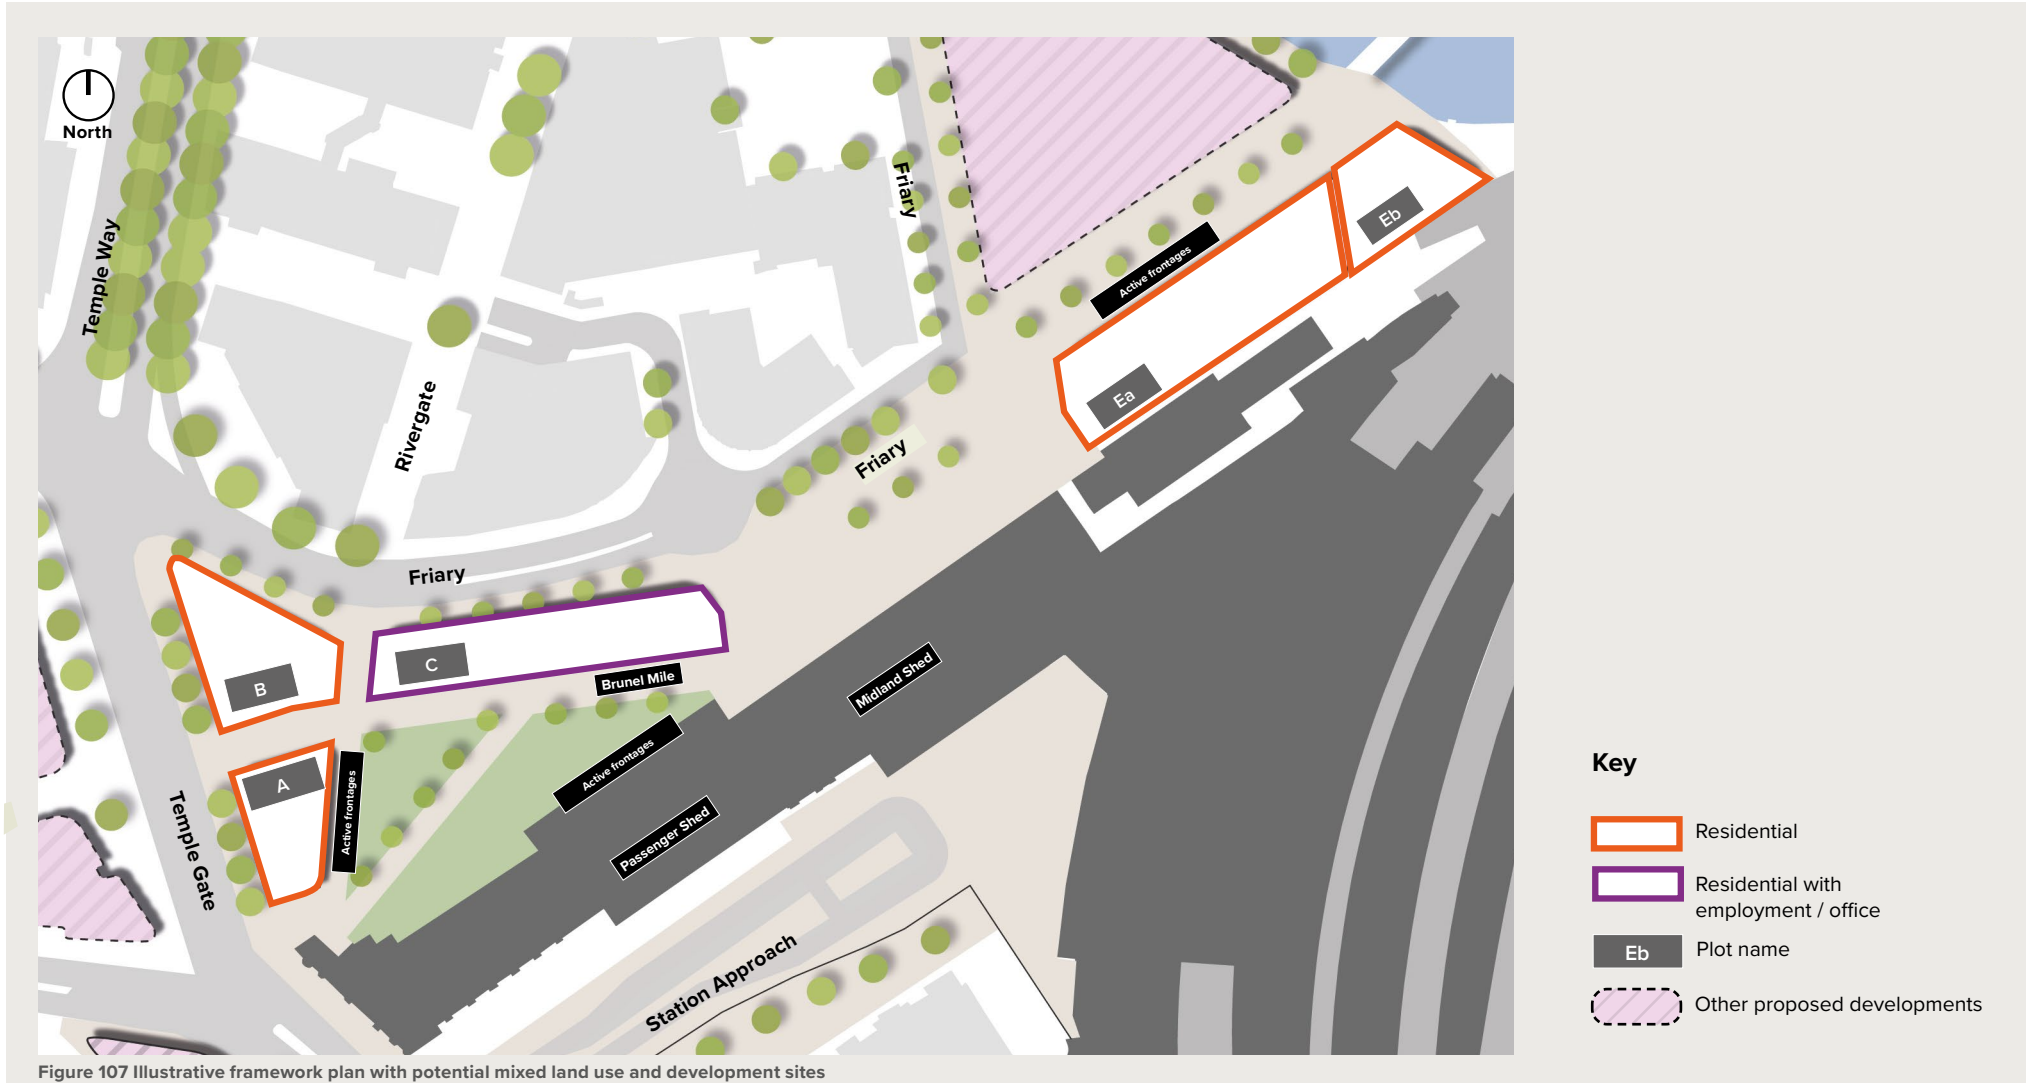 North
Temple Way
Rivergate
Friary
Active frontages
Eb
Ea
Friary
Friary
B
C
Brunel Mile
Midland Shed
A
Active frontages
Active frontages
Passenger Shed
Temple Gate
Station Approach
Key
Residential
Residential with
employment / office
Eb
Plot name
Other proposed developments
Figure 107 Illustrative framework plan with potential mixed land use and development sites